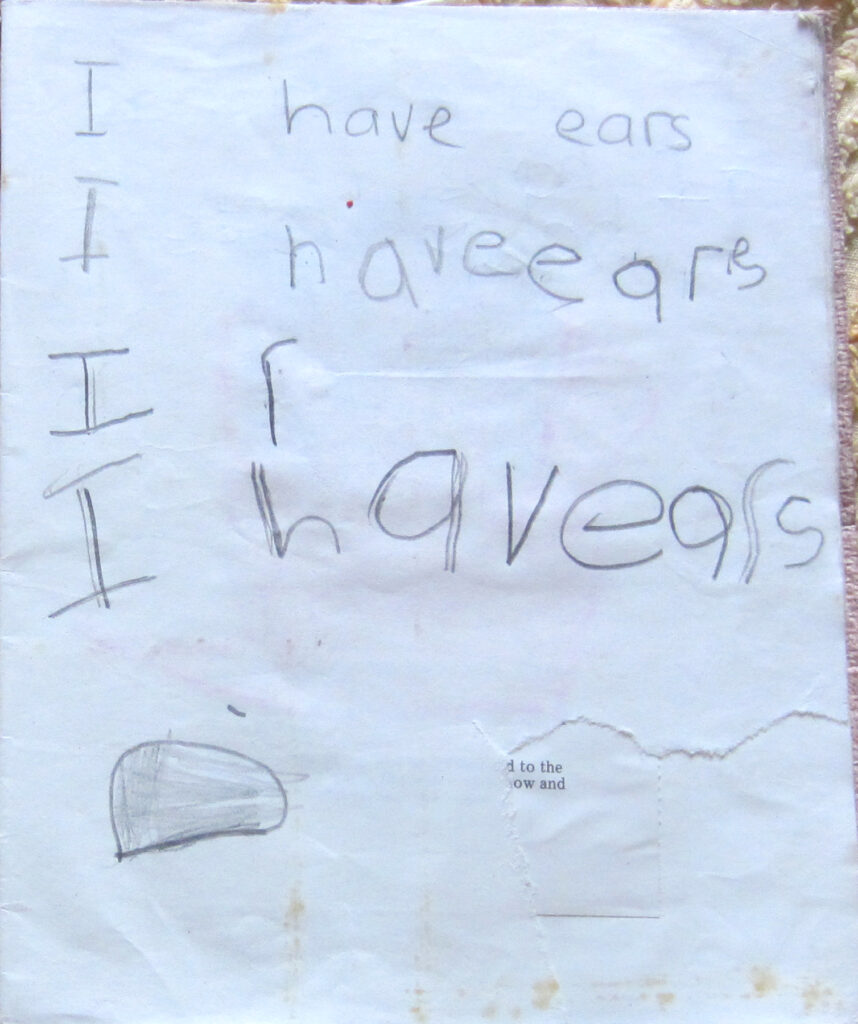 I have ears
I haveears
I r
I havears
d to the
ow and